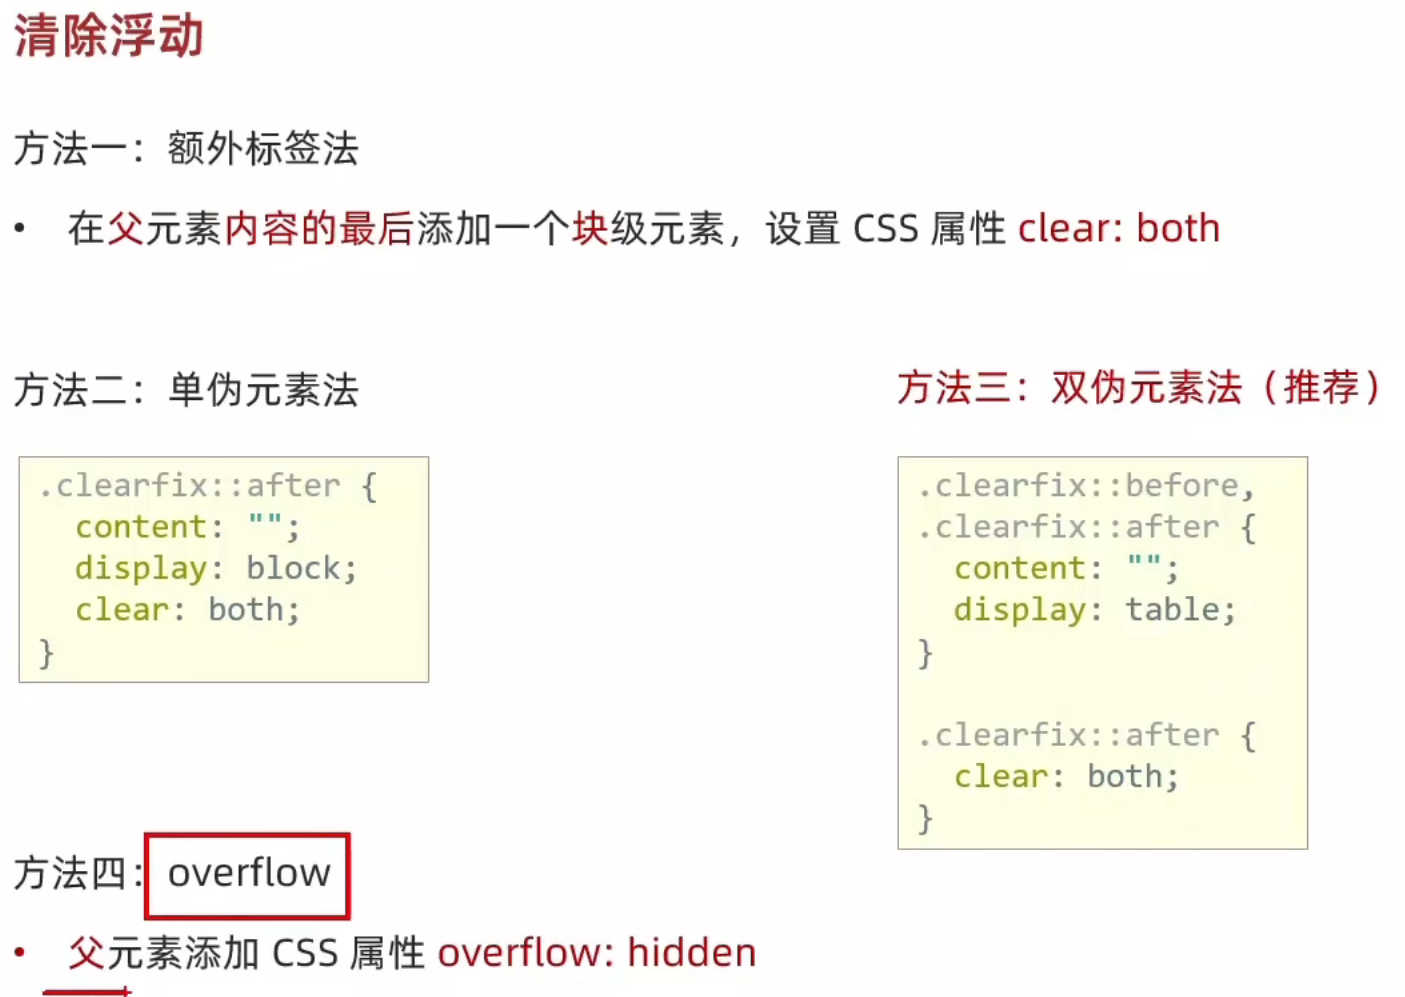 清除浮动
方法一：额外标签法
• 在父元素内容的最后添加一个块级元素，设置 CSS 属性 clear: both
方法二：单伪元素法
.clearfix::after {
  content: "";
  display: block;
  clear: both;
}
方法三：双伪元素法（推荐）
.clearfix::before,
.clearfix::after {
  content: "";
  display: table;
}
.clearfix::after {
  clear: both;
}
方法四：overflow
• 父元素添加 CSS 属性 overflow: hidden